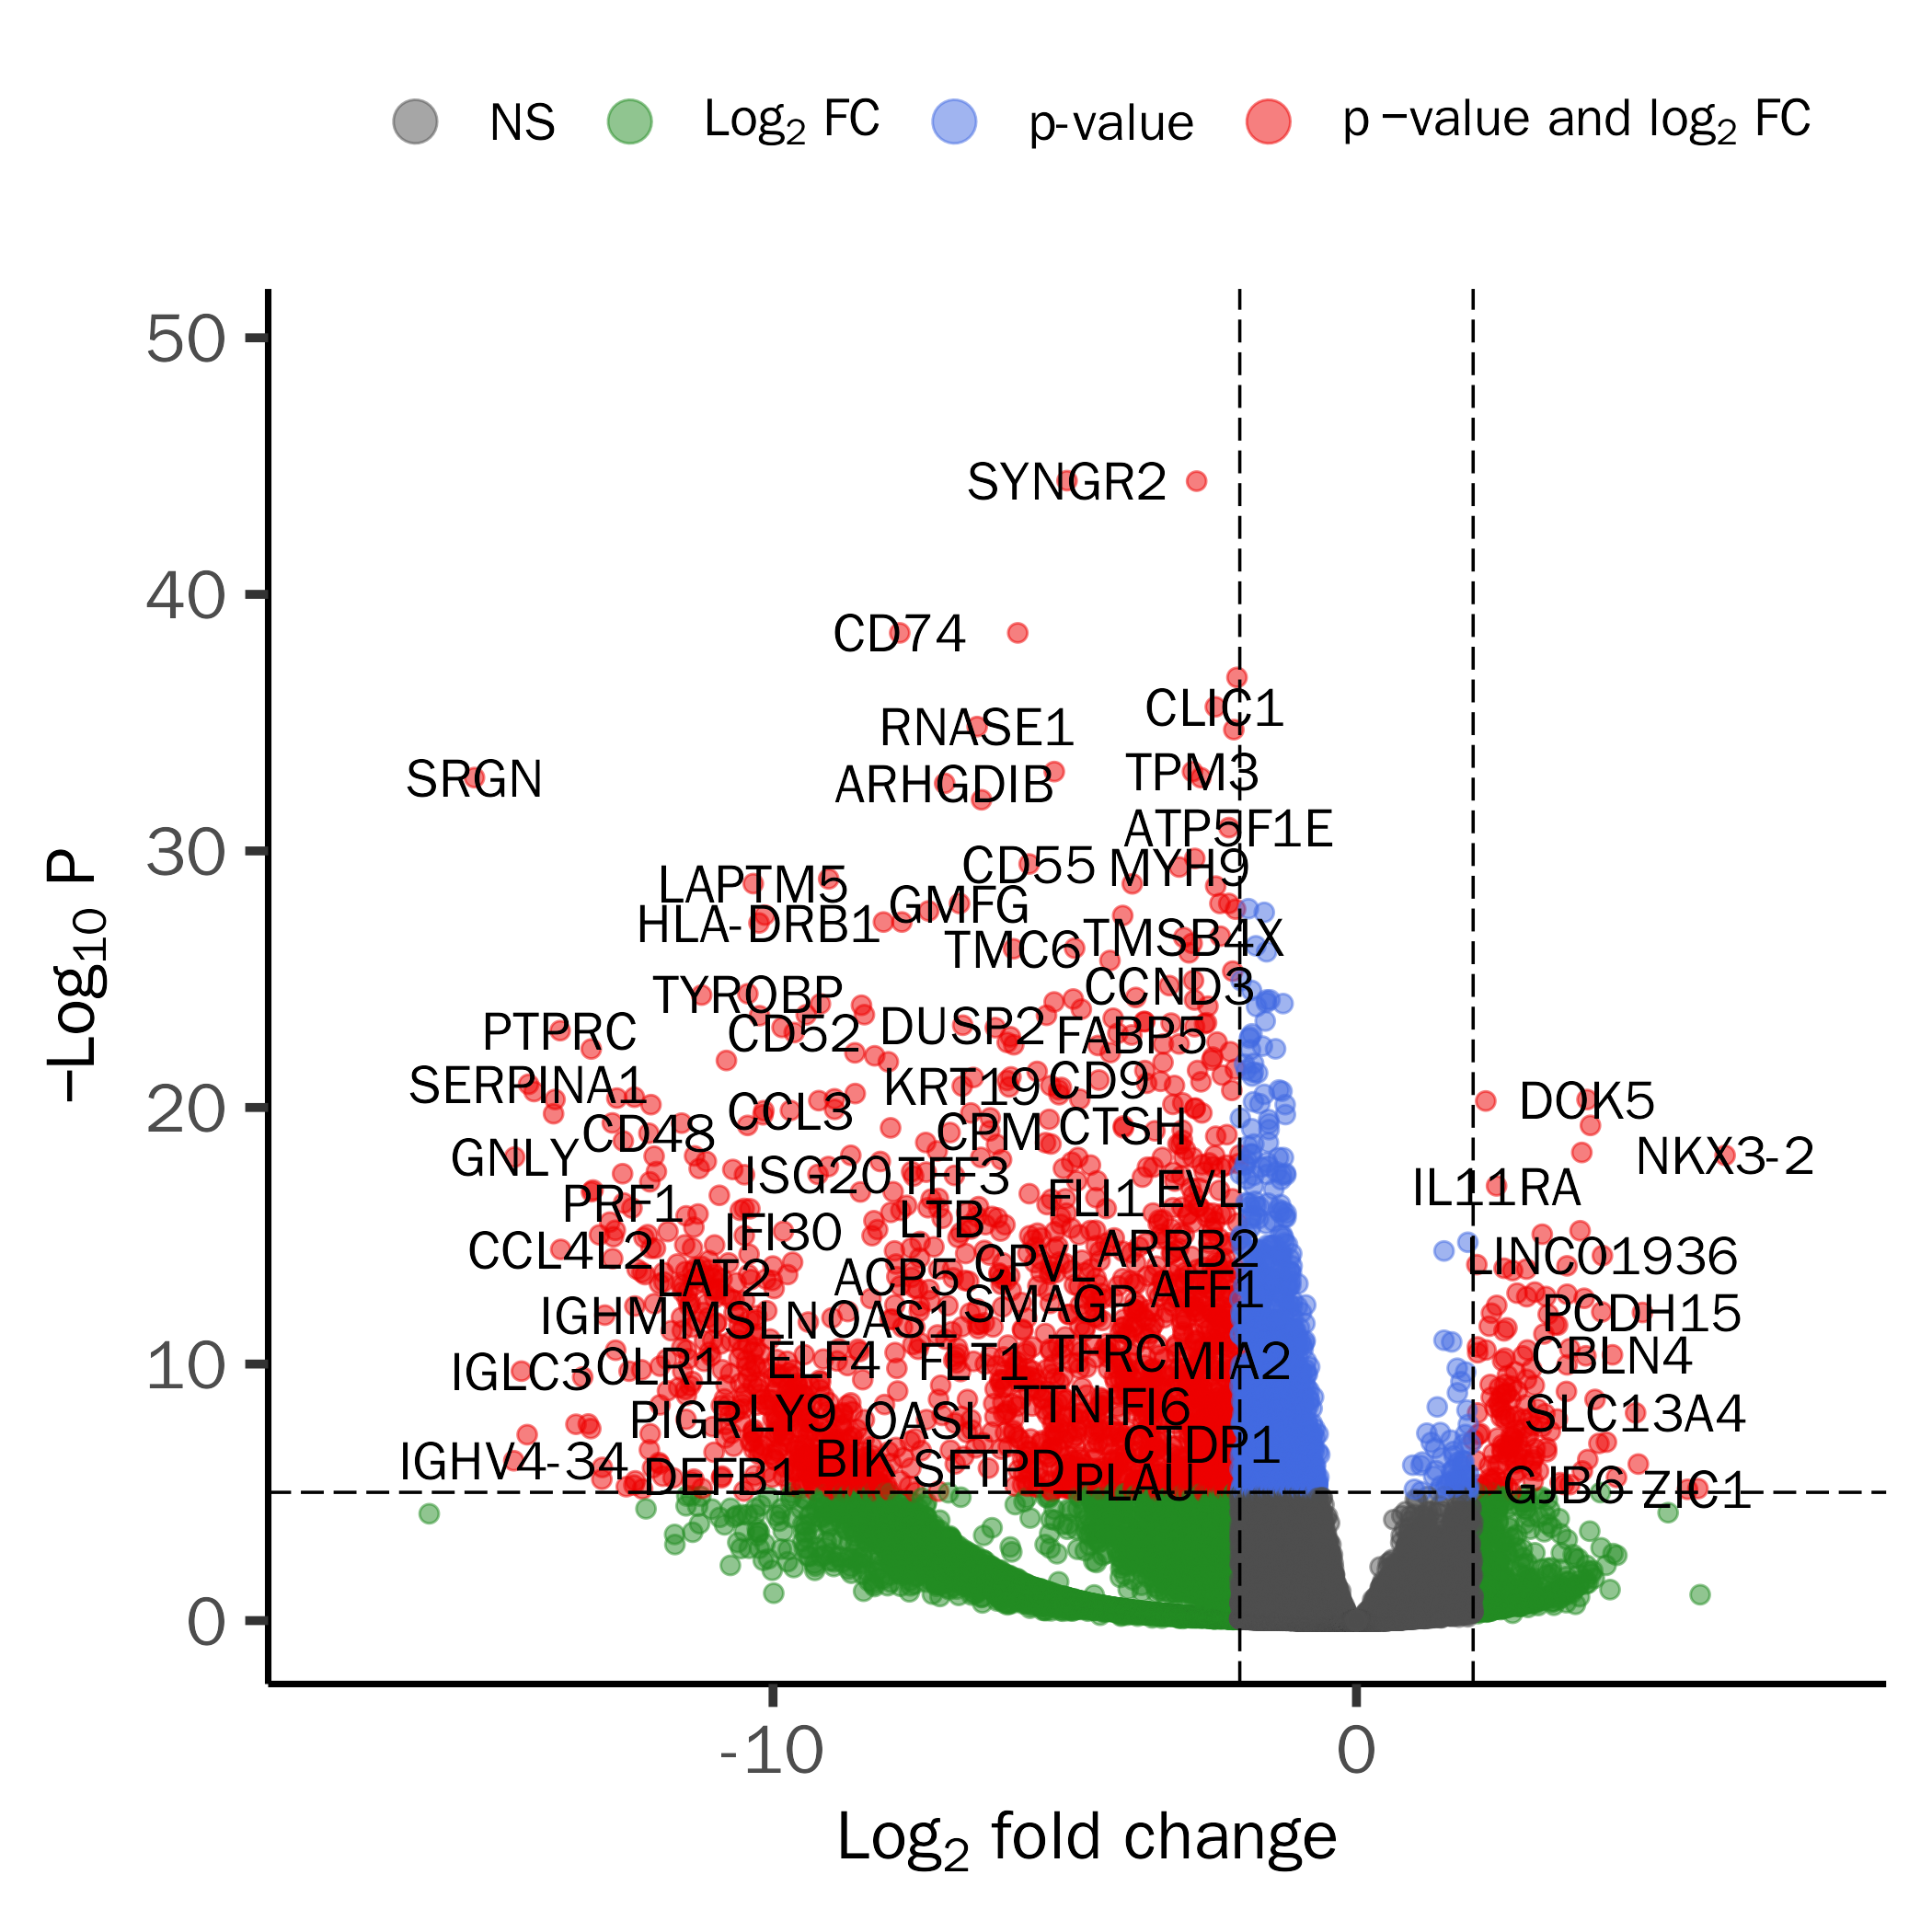 NS Log2 FC p-value p −value and log2 FC
50
40
30
20
10
0
−Log10 P
SYNGR2
CD74
CLIC1
RNASE1
SRGN
TPM3
ARHGDIB
ATP5F1E
CD55 MYH9
LAPTM5
GMFG
HLA-DRB1
TMSB4X
TMC6
CCND3
TYROBP
DUSP2
PTPRC
CD52
FABP5
SERPINA1
KRT19
CD9
DOK5
CCL3
CD48
CPM
CTSH
GNLY
NKX3-2
ISG20
TFF3
IL11RA
EVL
FLI1
PRF1
LTB
IFI30
CCL4L2
ARRB2
CPVL
LINC01936
LAT2
ACP5
AFF1
SMAGP
IGHM
MSLN
OAS1
PCDH15
TFRC
CBLN4
ELF4
FLT1
MIA2
IGLC3
OLR1
TTN
IFI6
SLC13A4
PIGR
LY9
OASL
CTDP1
IGHV4-34
BIK
SFTPD
DEFB1
PLAU
GJB6
ZIC1
-10
0
Log2 fold change